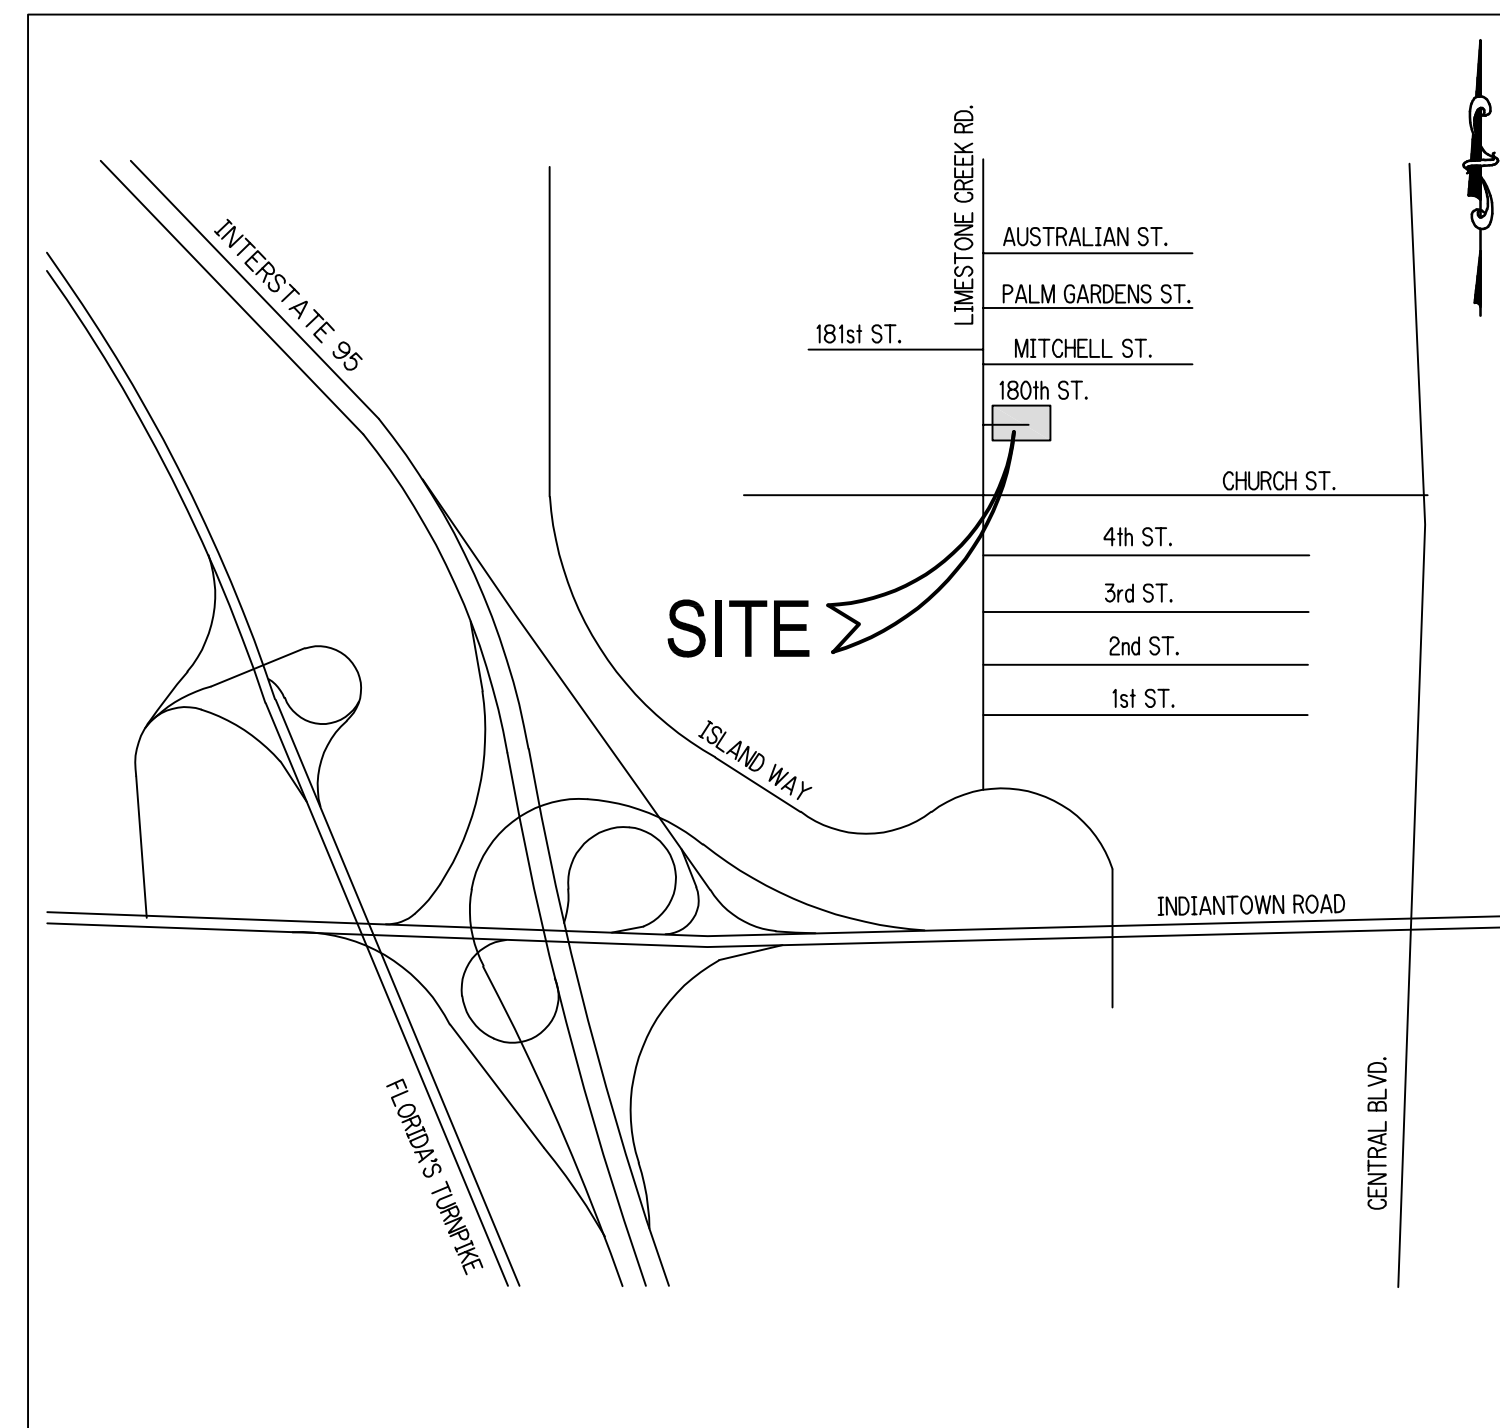 LIMESTONE CREEK RD.
AUSTRALIAN ST.
INTERSTATE 95
PALM GARDENS ST.
181st ST.
MITCHELL ST.
180th ST.
CHURCH ST.
4th ST.
3rd ST.
SITE
2nd ST.
1st ST.
ISLAND WAY
INDIANTOWN ROAD
CENTRAL BLVD.
FLORIDA'S TURNPIKE